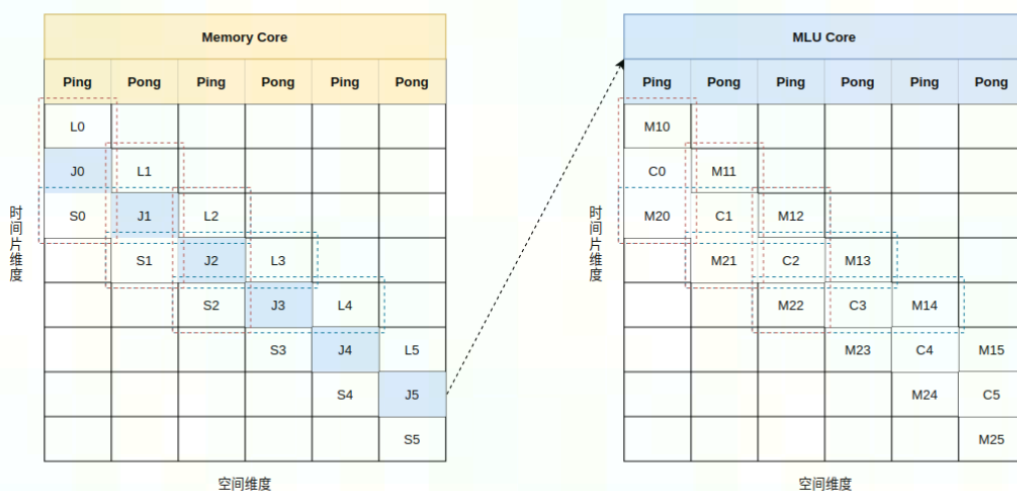 Memory Core
Ping Pong Ping Pong Ping Pong
L0
J0 L1
S0 J1 L2
S1 J2 L3
S2 J3 L4
S3 J4 L5
S4 J5
S5
时间片维度
空间维度
MLU Core
Ping Pong Ping Pong Ping Pong
M10
C0 M11
M20 C1 M12
M21 C2 M13
M22 C3 M14
M23 C4 M15
M24 C5
M25
时间片维度
空间维度